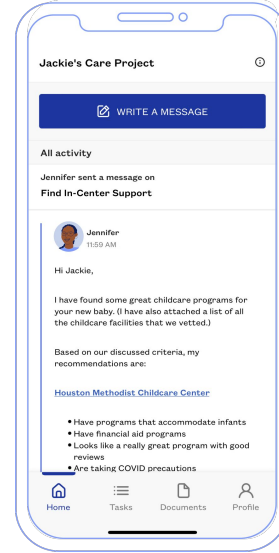 Jackie's Care Project
WRITE A MESSAGE
All activity
Jennifer sent a message on
Find In-Center Support
Jennifer
11:59 AM
Hi Jackie,
I have found some great childcare programs for
your new baby. (I have also attached a list of all
the childcare facilities that we vetted.)
Based on our discussed criteria, my
recommendations are:
Houston Methodist Childcare Center
• Have programs that accommodate infants
• Have financial aid programs
• Looks like a really great program with good
reviews
• Are taking COVID precautions
Home Tasks Documents Profile